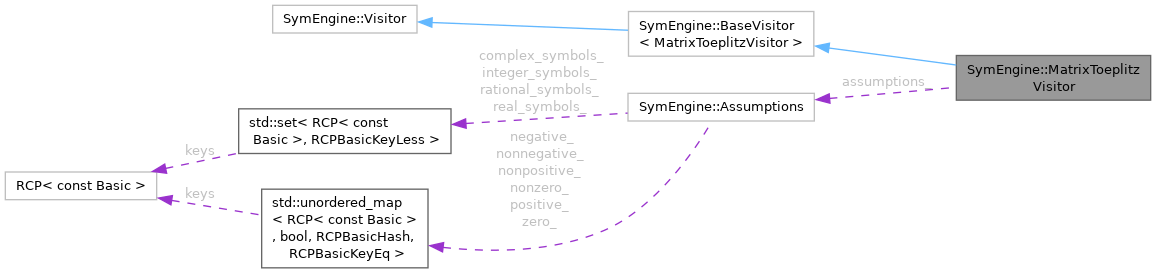 SymEngine::Visitor
SymEngine::BaseVisitor
< MatrixToeplitzVisitor >
SymEngine::MatrixToeplitz
Visitor
assumptions_
complex_symbols_
integer_symbols_
rational_symbols_
real_symbols_
SymEngine::Assumptions
std::set< RCP< const
Basic >, RCPBasicKeyLess >
negative_
nonnegative_
nonpositive_
nonzero_
positive_
zero_
keys
RCP< const Basic >
keys
std::unordered_map
< RCP< const Basic >
, bool, RCPBasicHash,
RCPBasicKeyEq >